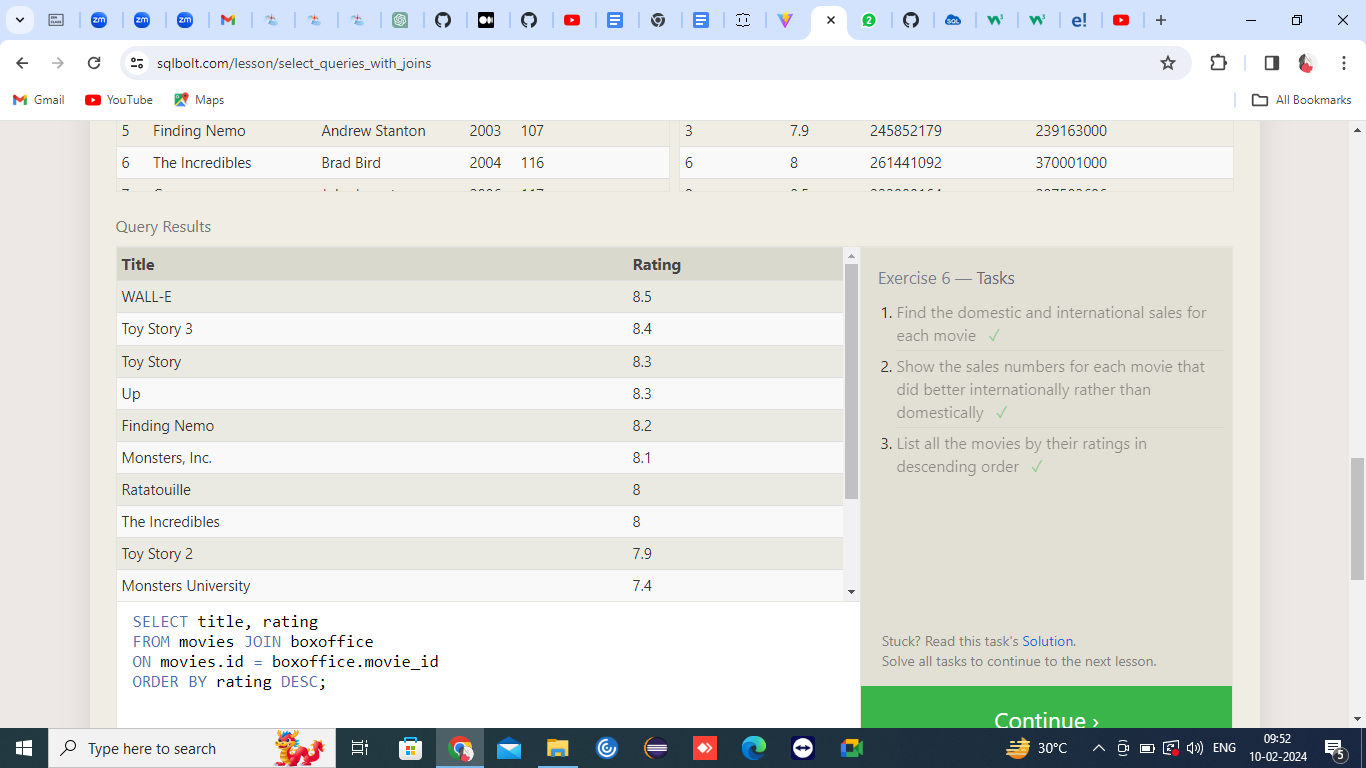 sqlbolt.com/lesson/select_queries_with_joins
Gmail YouTube Maps All Bookmarks
5 Finding Nemo Andrew Stanton 2003 107 3 7.9 245852179 239163000
6 The Incredibles Brad Bird 2004 116 6 8 261441092 370001000
Query Results
Title Rating
WALL-E 8.5
Toy Story 3 8.4
Toy Story 8.3
Up 8.3
Finding Nemo 8.2
Monsters, Inc. 8.1
Ratatouille 8
The Incredibles 8
Toy Story 2 7.9
Monsters University 7.4
SELECT title, rating
FROM movies JOIN boxoffice
ON movies.id = boxoffice.movie_id
ORDER BY rating DESC;
Exercise 6 — Tasks
1. Find the domestic and international sales for
each movie ✓
2. Show the sales numbers for each movie that
did better internationally rather than
domestically ✓
3. List all the movies by their ratings in
descending order ✓
Stuck? Read this task's Solution.
Solve all tasks to continue to the next lesson.
Continue ›
Type here to search
30°C ENG
09:52
10-02-2024
5